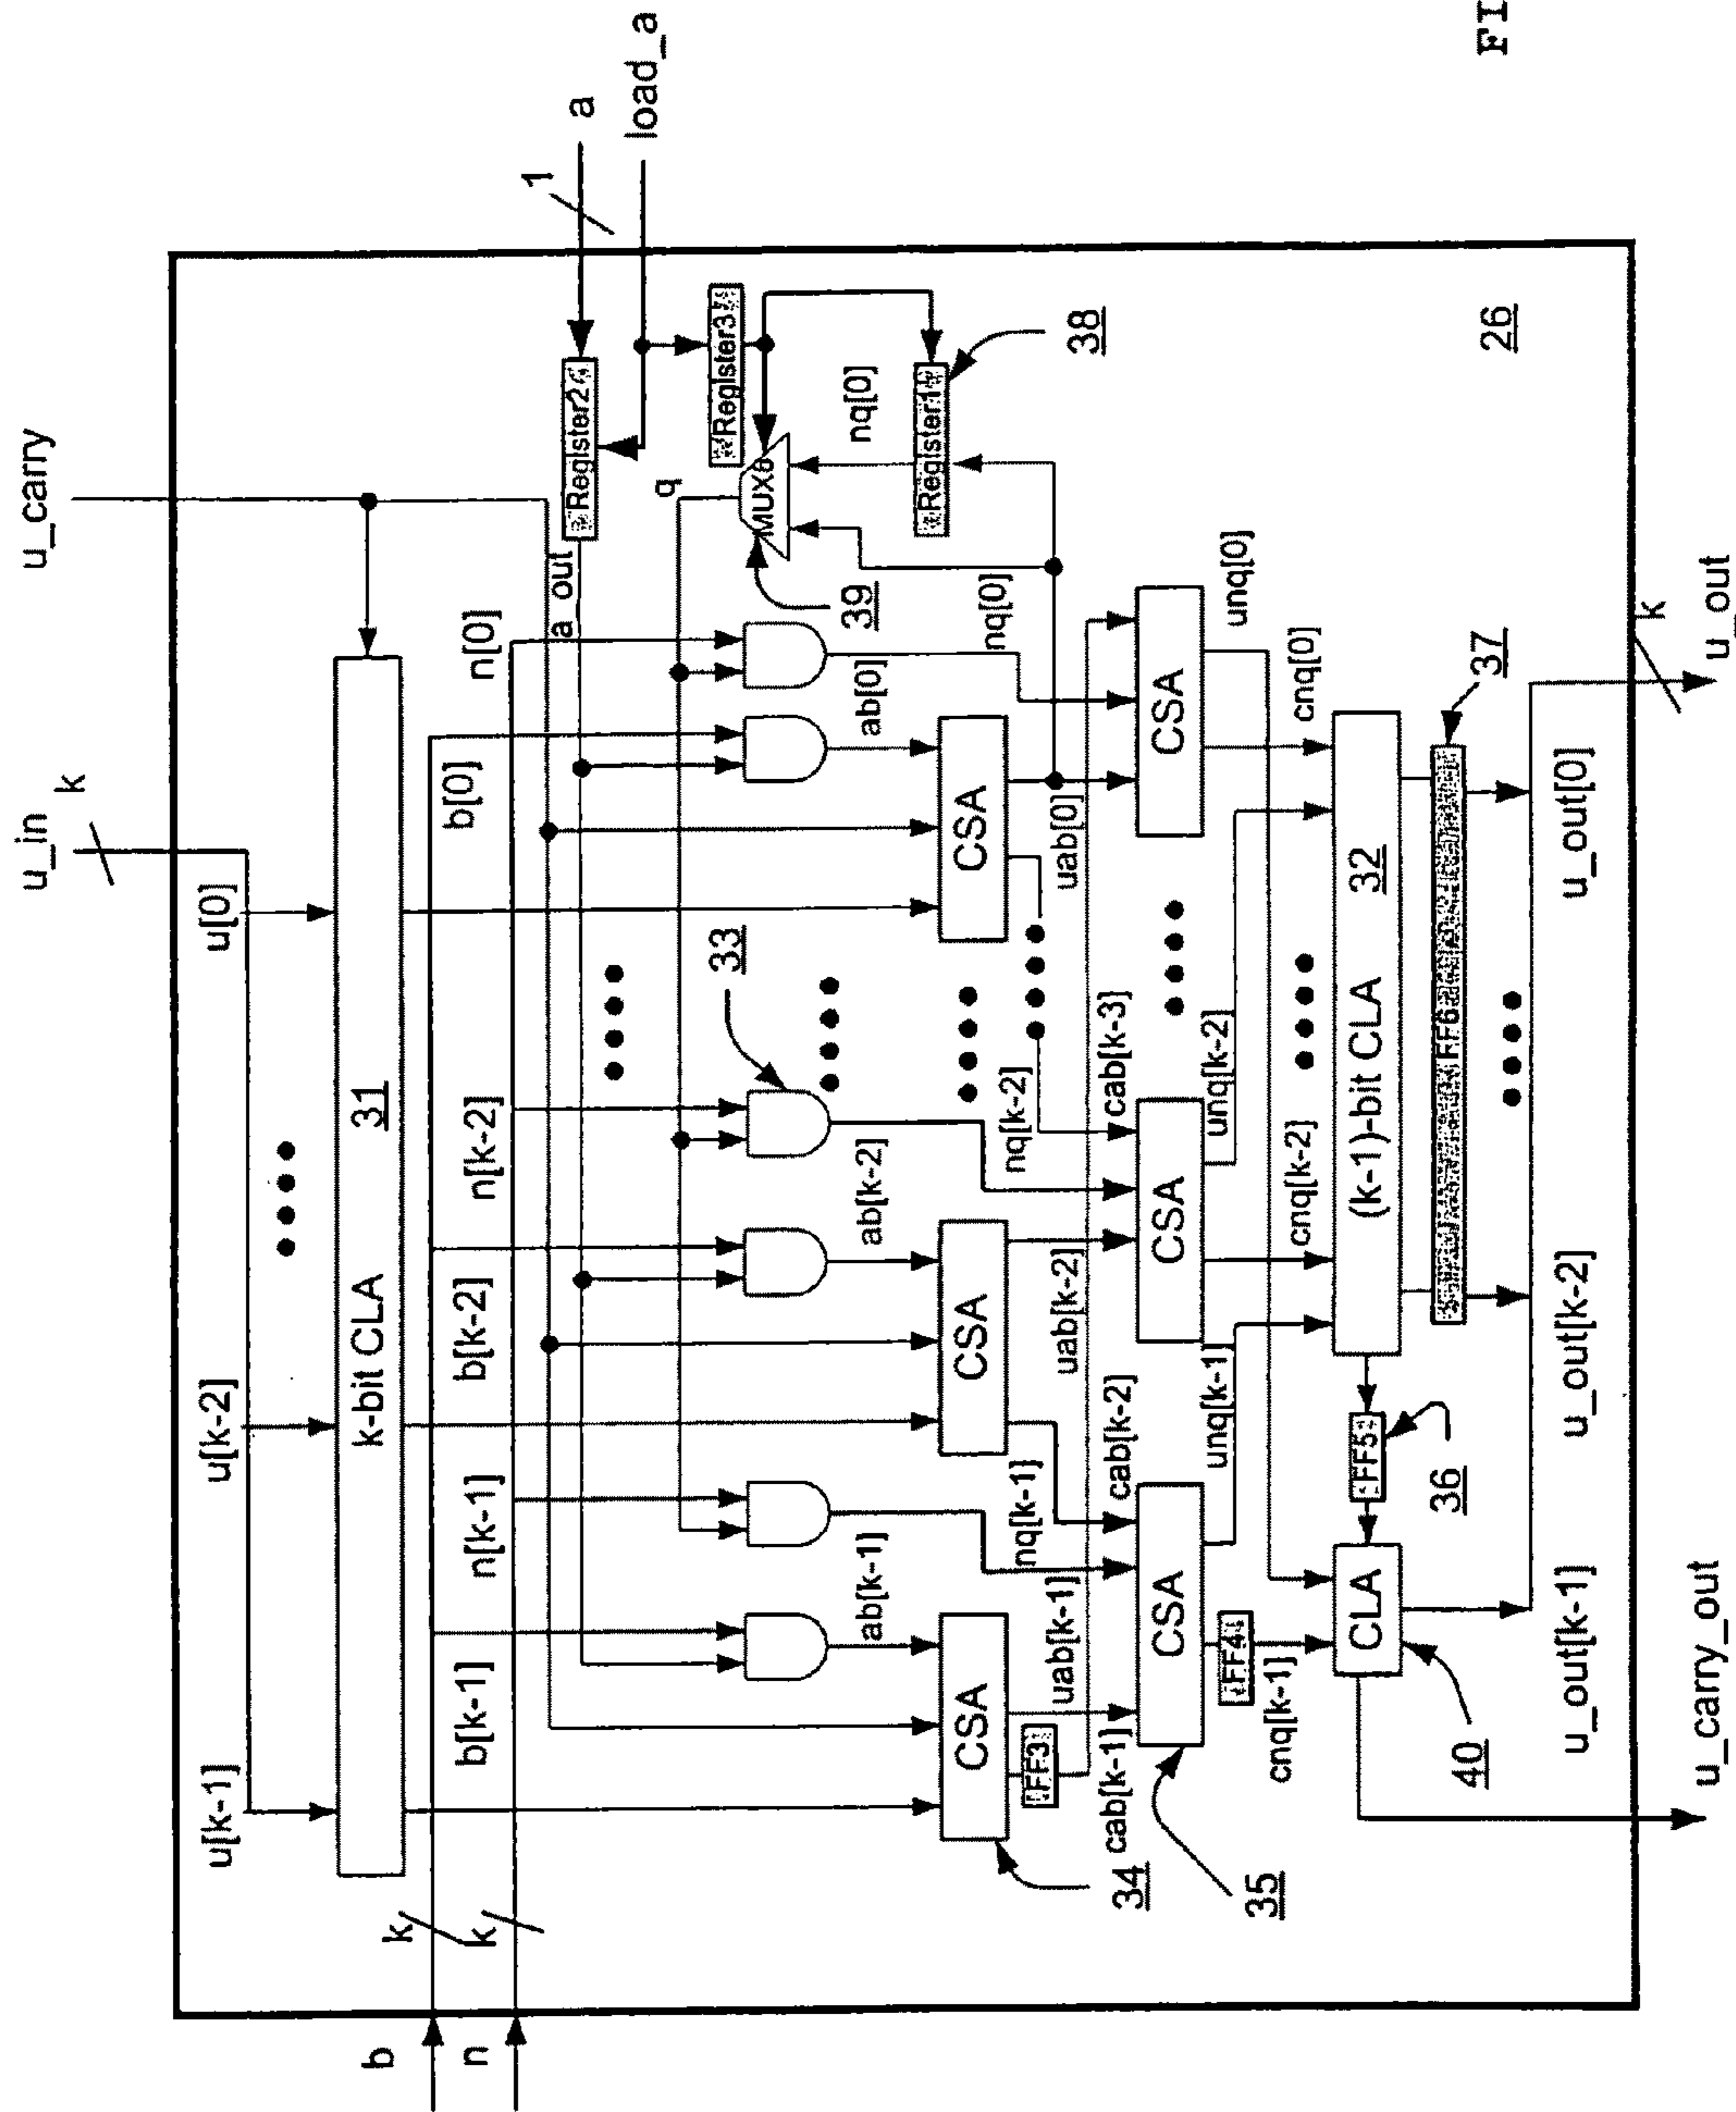 u_in
u_carry
k
a
load_a
1
u[k-1]
u[k-2]
u[0]
k-bit CLA
31
b
k
n
k
b[k-1]
n[k-1]
b[k-2]
n[k-2]
b[0]
n[0]
a_out
Register2
q
Register3
33
MUX6
39
nq[0]
Register1
38
ab[k-1]
ab[k-2]
ab[0]
nq[0]
CSA
CSA
CSA
34
FF3
uab[k-1]
nq[k-1]
uab[k-2]
nq[k-2]
uab[0]
cab[k-1]
cab[k-2]
cab[k-3]
CSA
CSA
CSA
35
FF4
unq[k-1]
unq[k-2]
unq[0]
cnq[k-1]
cnq[k-2]
cnq[0]
CLA
FF5
(k-1)-bit CLA
32
40
36
FF6
37
26
u_out[k-1]
u_out[k-2]
u_out[0]
k
u_carry_out
u_out